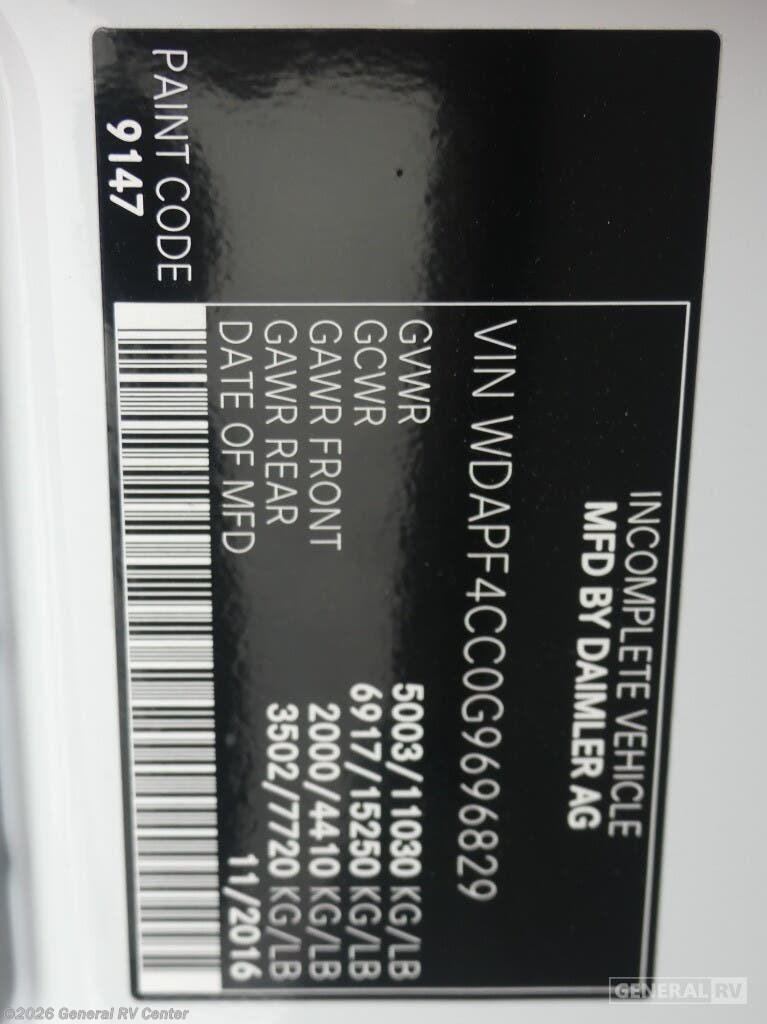 INCOMPLETE VEHICLE
MFD BY DAIMLER AG
VIN WDAPF4CC0G9696829
GVWR 5003/11030 KG/LB
GCWR 6917/15250 KG/LB
GAWR FRONT 2000/4410 KG/LB
GAWR REAR 3502/7720 KG/LB
DATE OF MFD 11/2016
PAINT CODE
9147
GENERAL RV
©2026 General RV Center